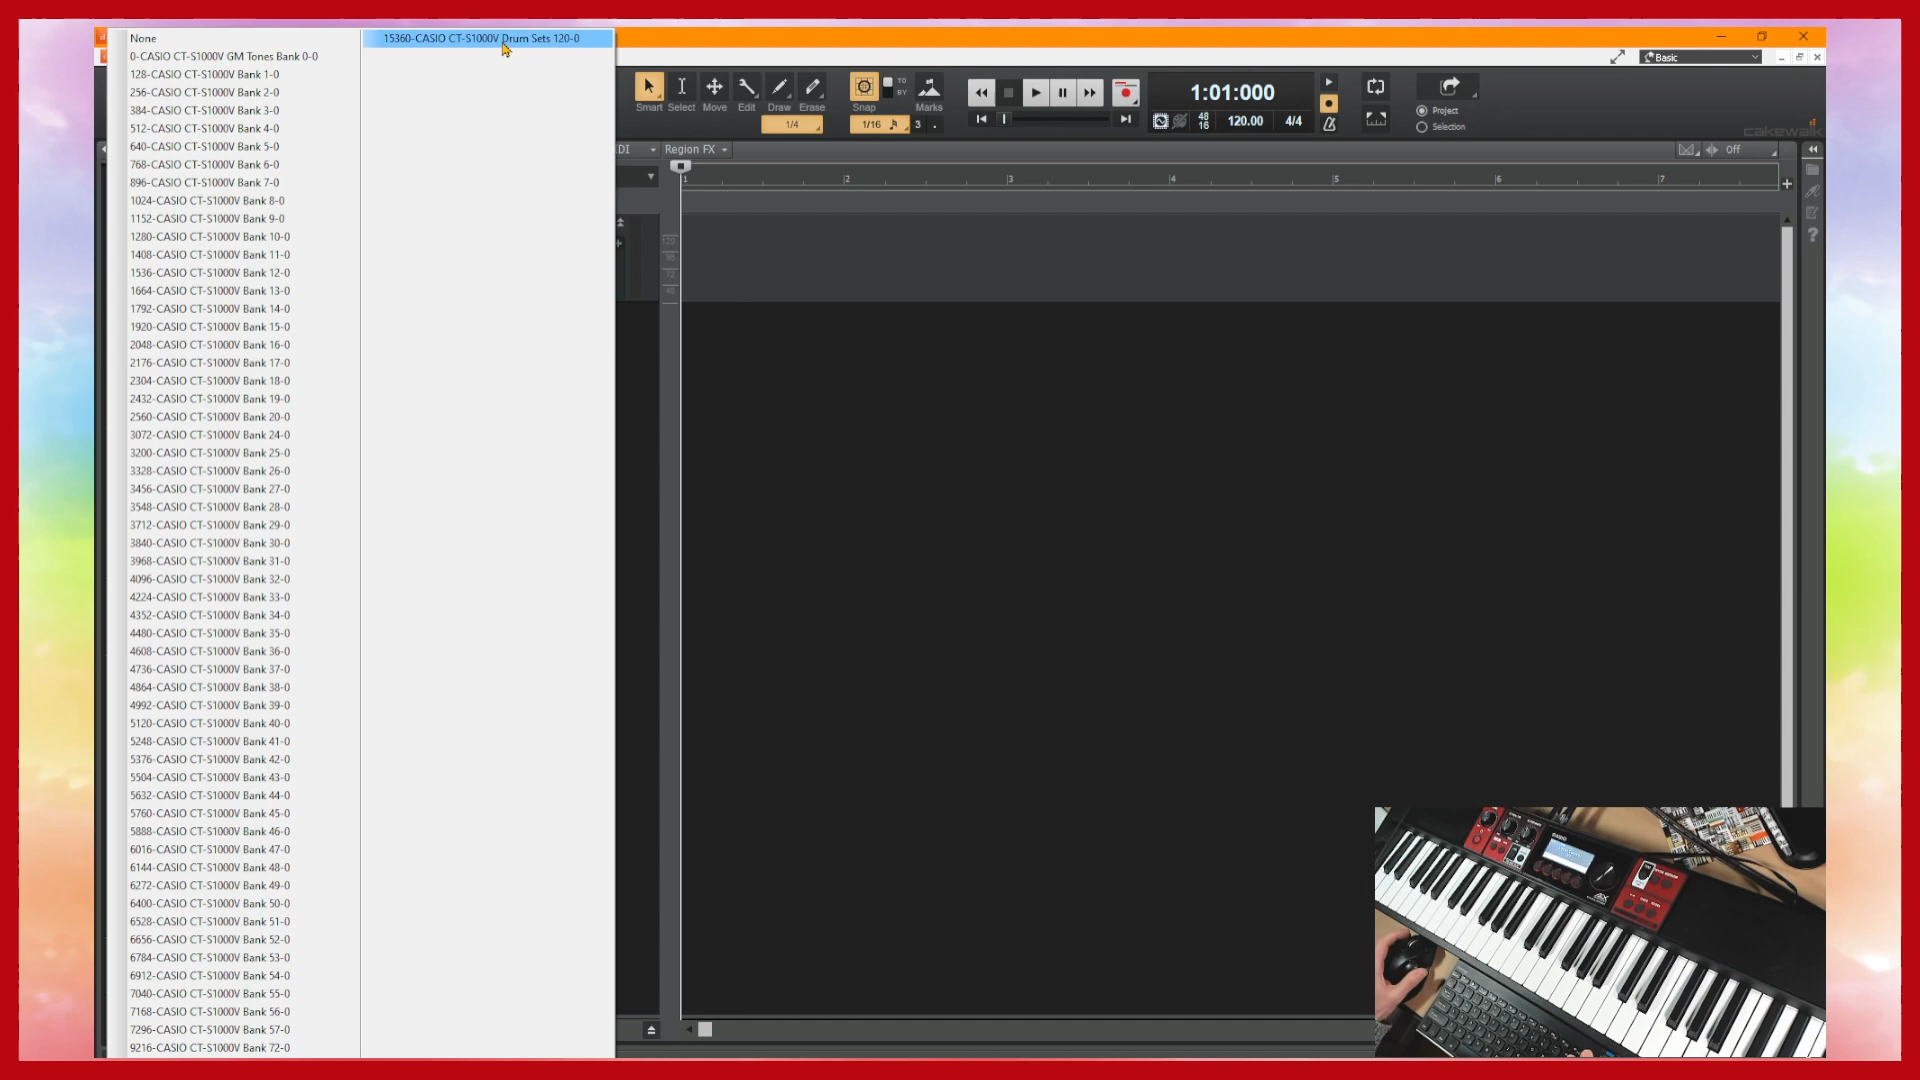 None
0-CASIO CT-S1000V GM Tones Bank 0-0
128-CASIO CT-S1000V Bank 1-0
256-CASIO CT-S1000V Bank 2-0
384-CASIO CT-S1000V Bank 3-0
512-CASIO CT-S1000V Bank 4-0
640-CASIO CT-S1000V Bank 5-0
768-CASIO CT-S1000V Bank 6-0
896-CASIO CT-S1000V Bank 7-0
1024-CASIO CT-S1000V Bank 8-0
1152-CASIO CT-S1000V Bank 9-0
1280-CASIO CT-S1000V Bank 10-0
1408-CASIO CT-S1000V Bank 11-0
1536-CASIO CT-S1000V Bank 12-0
1664-CASIO CT-S1000V Bank 13-0
1792-CASIO CT-S1000V Bank 14-0
1920-CASIO CT-S1000V Bank 15-0
2048-CASIO CT-S1000V Bank 16-0
2176-CASIO CT-S1000V Bank 17-0
2304-CASIO CT-S1000V Bank 18-0
2432-CASIO CT-S1000V Bank 19-0
2560-CASIO CT-S1000V Bank 20-0
3072-CASIO CT-S1000V Bank 24-0
3200-CASIO CT-S1000V Bank 25-0
3328-CASIO CT-S1000V Bank 26-0
3456-CASIO CT-S1000V Bank 27-0
3548-CASIO CT-S1000V Bank 28-0
3712-CASIO CT-S1000V Bank 29-0
3840-CASIO CT-S1000V Bank 30-0
3968-CASIO CT-S1000V Bank 31-0
4096-CASIO CT-S1000V Bank 32-0
4224-CASIO CT-S1000V Bank 33-0
4352-CASIO CT-S1000V Bank 34-0
4480-CASIO CT-S1000V Bank 35-0
4608-CASIO CT-S1000V Bank 36-0
4736-CASIO CT-S1000V Bank 37-0
4864-CASIO CT-S1000V Bank 38-0
4992-CASIO CT-S1000V Bank 39-0
5120-CASIO CT-S1000V Bank 40-0
5248-CASIO CT-S1000V Bank 41-0
5376-CASIO CT-S1000V Bank 42-0
5504-CASIO CT-S1000V Bank 43-0
5632-CASIO CT-S1000V Bank 44-0
5760-CASIO CT-S1000V Bank 45-0
5888-CASIO CT-S1000V Bank 46-0
6016-CASIO CT-S1000V Bank 47-0
6144-CASIO CT-S1000V Bank 48-0
6272-CASIO CT-S1000V Bank 49-0
6400-CASIO CT-S1000V Bank 50-0
6528-CASIO CT-S1000V Bank 51-0
6656-CASIO CT-S1000V Bank 52-0
6784-CASIO CT-S1000V Bank 53-0
6912-CASIO CT-S1000V Bank 54-0
7040-CASIO CT-S1000V Bank 55-0
7168-CASIO CT-S1000V Bank 56-0
7296-CASIO CT-S1000V Bank 57-0
9216-CASIO CT-S1000V Bank 72-0
15360-CASIO CT-S1000V Drum Sets 120-0
Basic
Smart Select Move Edit Draw Erase
1/4
TO
BY
Snap
Marks
1/16 3
1:01:000
48
16
120.00 4/4
Project
Selection
cakewalk
DI
Region FX
Off
1 2 3 4 5 6 7
120
96
72
48